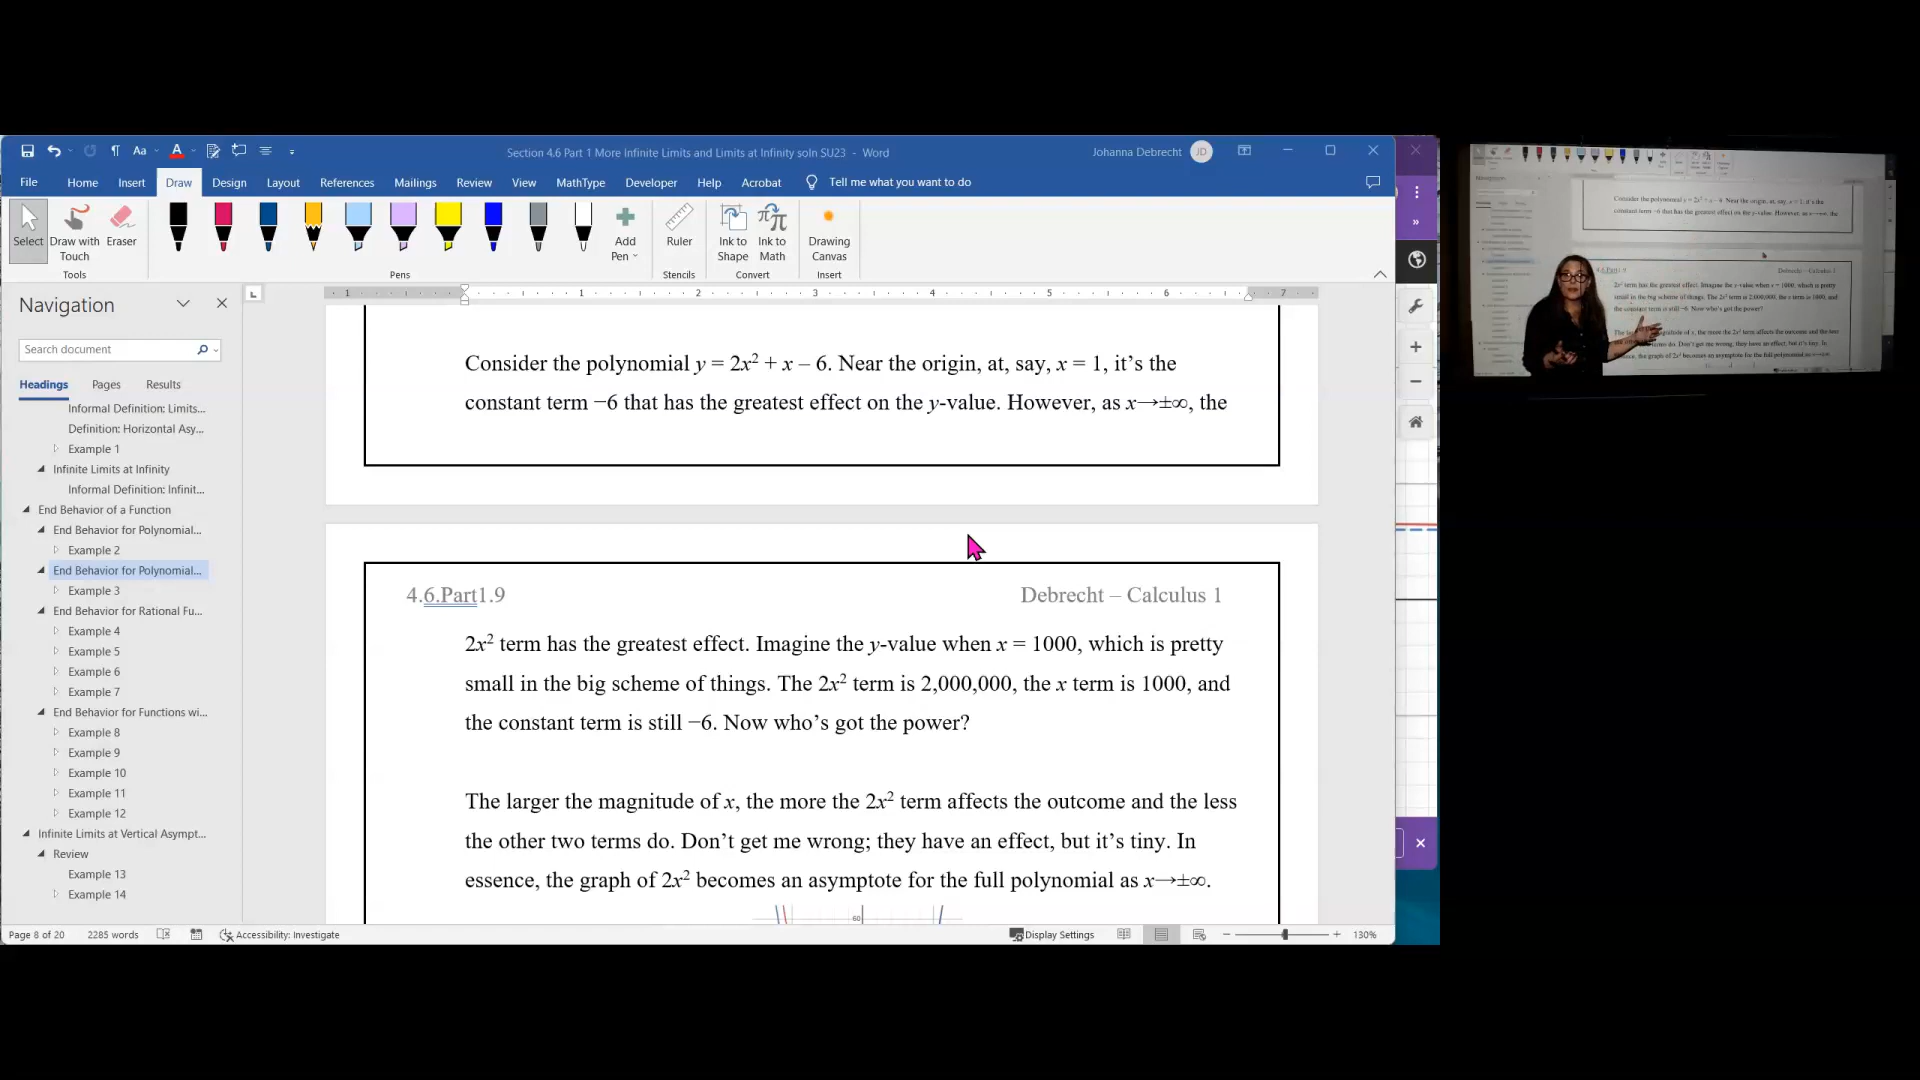 Section 4.6 Part 1 More Infinite Limits and Limits at Infinity soln SU23 - Word
Johanna Debrecht JD
File Home Insert Draw Design Layout References Mailings Review View MathType Developer Help Acrobat Tell me what you want to do
Select
Draw with Touch
Eraser
Tools
Pens
Add Pen
Ruler
Stencils
Ink to Shape
Ink to Math
Convert
Drawing Canvas
Insert
Navigation
Search document
Headings Pages Results
Informal Definition: Limits...
Definition: Horizontal Asy...
Example 1
Infinite Limits at Infinity
Informal Definition: Infinit...
End Behavior of a Function
End Behavior for Polynomial...
Example 2
End Behavior for Polynomial...
Example 3
End Behavior for Rational Fu...
Example 4
Example 5
Example 6
Example 7
End Behavior for Functions wi...
Example 8
Example 9
Example 10
Example 11
Example 12
Infinite Limits at Vertical Asympt...
Review
Example 13
Example 14
1 1 2 3 4 5 6 7
Consider the polynomial y = 2x² + x – 6. Near the origin, at, say, x = 1, it’s the
constant term −6 that has the greatest effect on the y-value. However, as x→±∞, the
4.6.Part1.9 Debrecht – Calculus 1
2x² term has the greatest effect. Imagine the y-value when x = 1000, which is pretty
small in the big scheme of things. The 2x² term is 2,000,000, the x term is 1000, and
the constant term is still −6. Now who’s got the power?
The larger the magnitude of x, the more the 2x² term affects the outcome and the less
the other two terms do. Don’t get me wrong; they have an effect, but it’s tiny. In
essence, the graph of 2x² becomes an asymptote for the full polynomial as x→±∞.
60
Page 8 of 20 2285 words Accessibility: Investigate Display Settings 130%